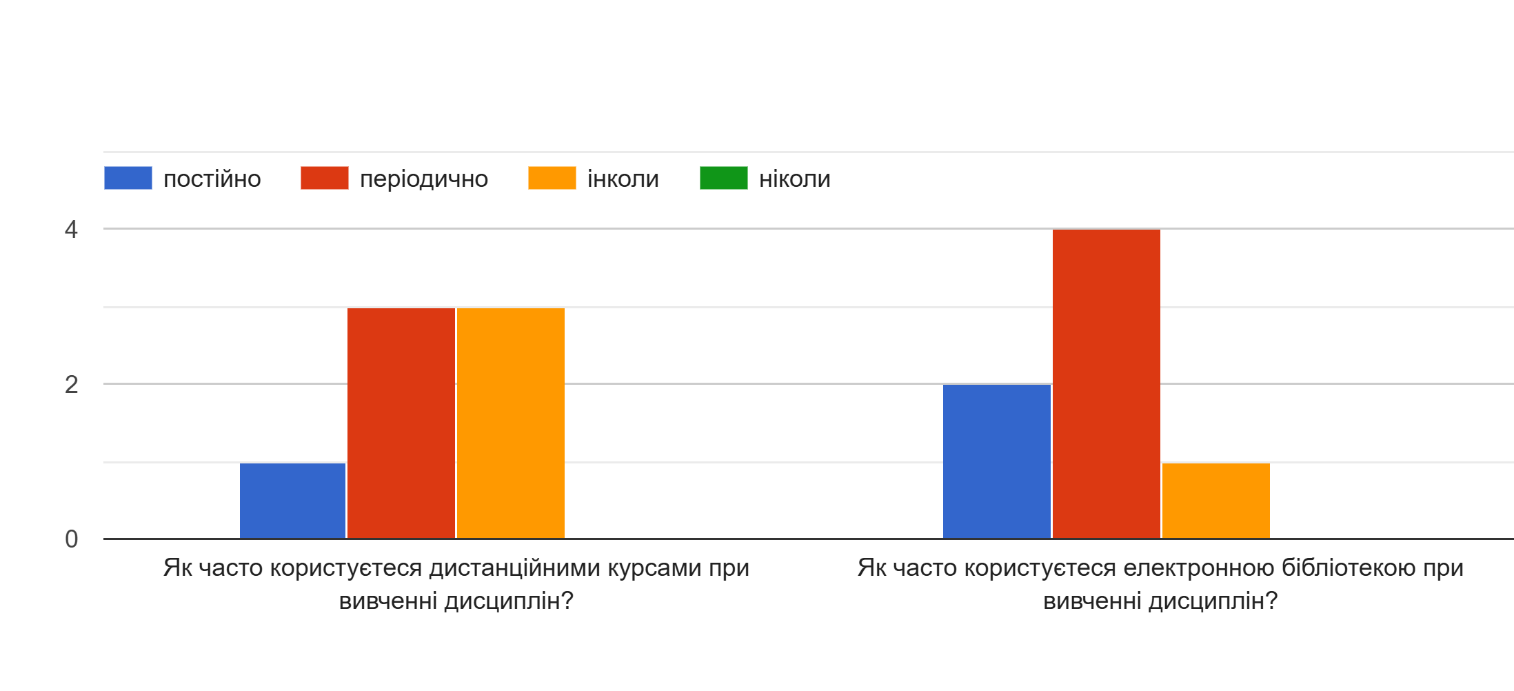 постійно періодично інколи ніколи
4
2
0
Як часто користуєтеся дистанційними курсами при
вивченні дисциплін?
Як часто користуєтеся електронною бібліотекою при
вивченні дисциплін?